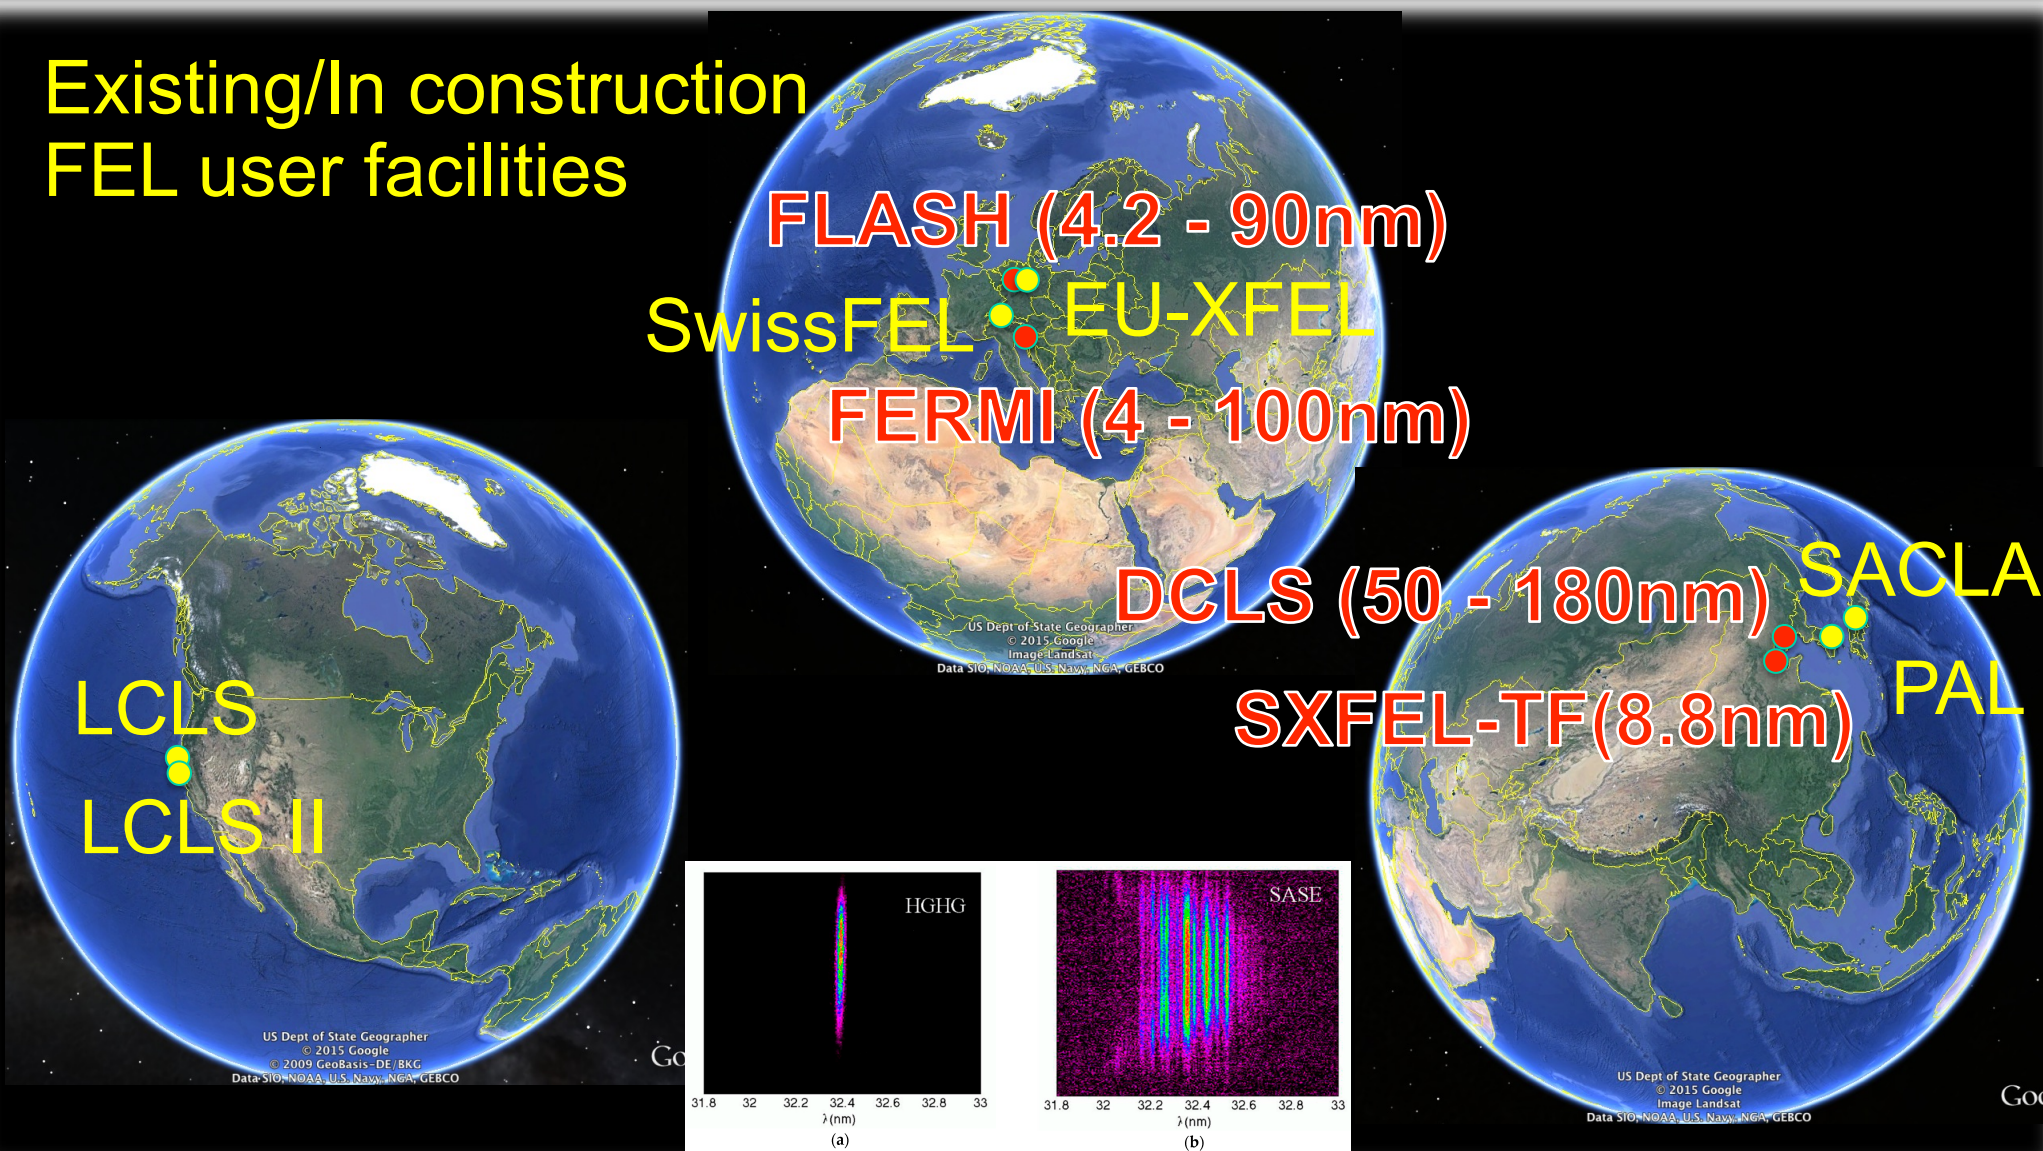 Existing/In construction
FEL user facilities
FLASH (4.2 - 90nm)
EU-XFEL
SwissFEL
FERMI (4 - 100nm)
US Dept of State Geographer
© 2015 Google
Image Landsat
Data SIO, NOAA, U.S. Navy, NGA, GEBCO
SACLA
DCLS (50 - 180nm)
PAL
SXFEL-TF(8.8nm)
LCLS
LCLS II
US Dept of State Geographer
© 2015 Google
© 2009 GeoBasis-DE/BKG
Data SIO, NOAA, U.S. Navy, NGA, GEBCO
Go
HGHG
31.8 32 32.2 32.4 32.6 32.8 33
λ(nm)
(a)
SASE
31.8 32 32.2 32.4 32.6 32.8 33
λ(nm)
(b)
US Dept of State Geographer
© 2015 Google
Image Landsat
Data SIO, NOAA, U.S. Navy, NGA, GEBCO
Goo